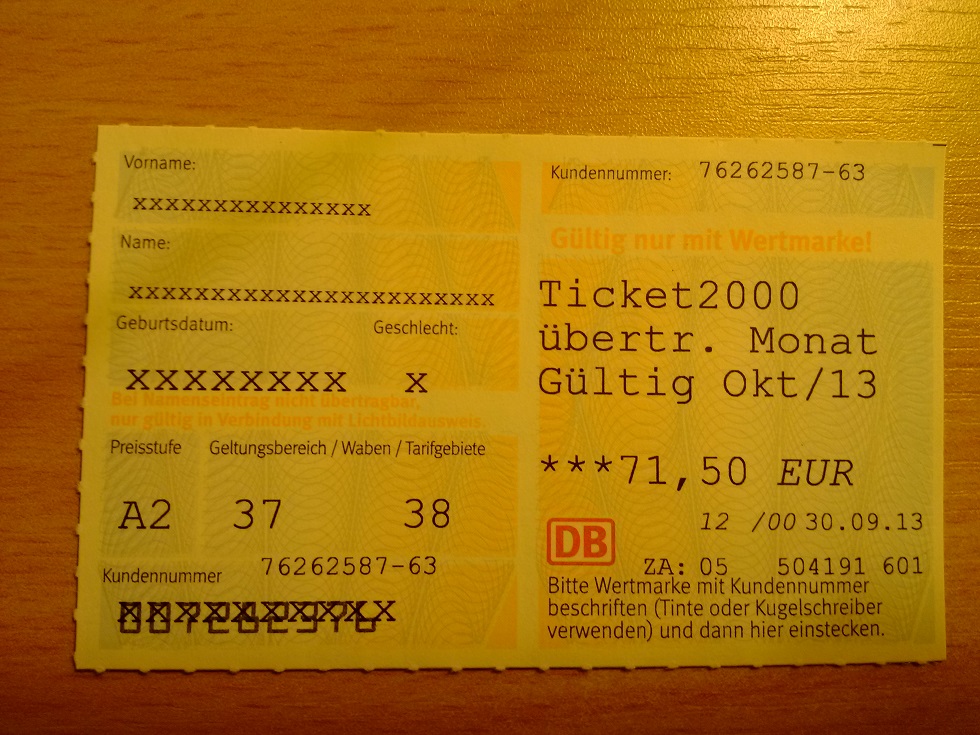 Vorname:
xxxxxxxxxxxxxxx
Name:
xxxxxxxxxxxxxxxxxxxxxxx
Geburtsdatum: Geschlecht:
XXXXXXXX X
Bei Namenseintrag nicht übertragbar,
nur gültig in Verbindung mit Lichtbildausweis.
Preisstufe Geltungsbereich / Waben / Tarifgebiete
A2 37 38
Kundennummer 76262587-63
Kundennummer: 76262587-63
Gültig nur mit Wertmarke!
Ticket2000
übertr. Monat
Gültig Okt/13
***71,50 EUR
12 /00 30.09.13
DB
ZA: 05 504191 601
Bitte Wertmarke mit Kundennummer
beschriften (Tinte oder Kugelschreiber
verwenden) und dann hier einstecken.